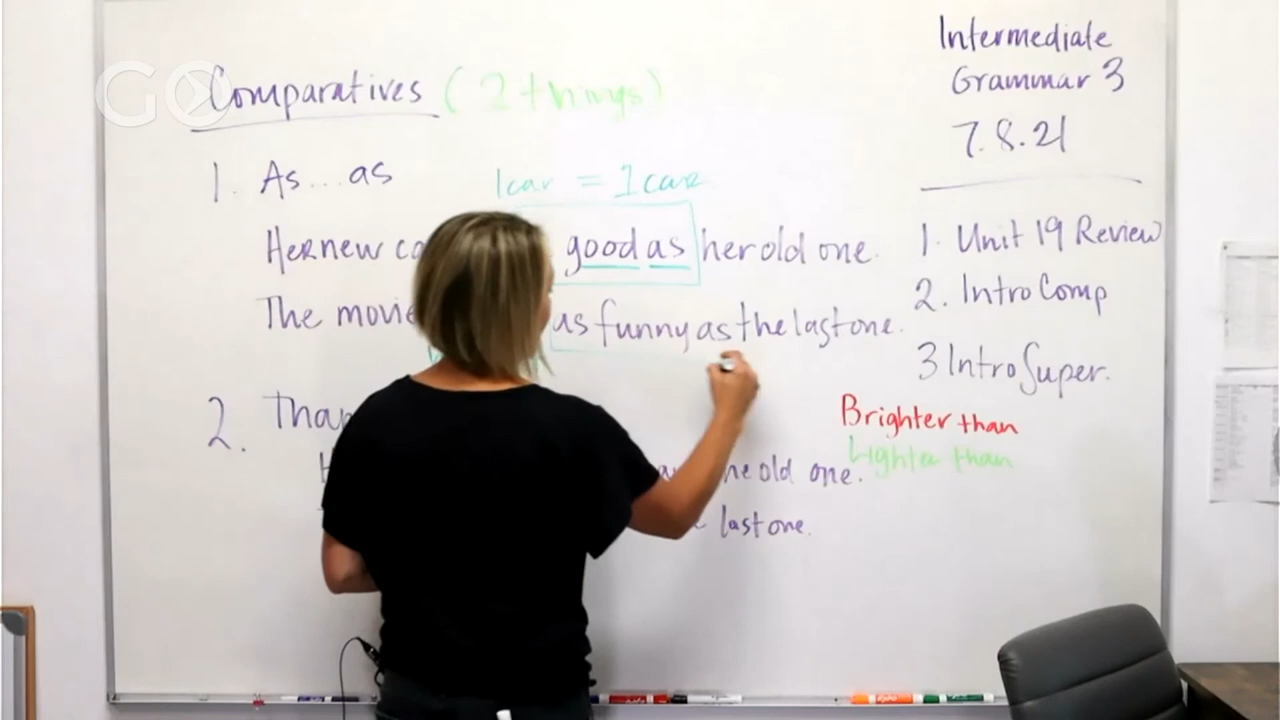 GO
Comparatives (2 things)
1. As...as
1car = 1car
Her new good as her old one.
The movie as funny as the last one.
2. Than
old one.
last one.
Intermediate
Grammar 3
7.8.21
1. Unit 19 Review
2. Intro Comp
3 Intro Super.
Brighter than
Lighter than